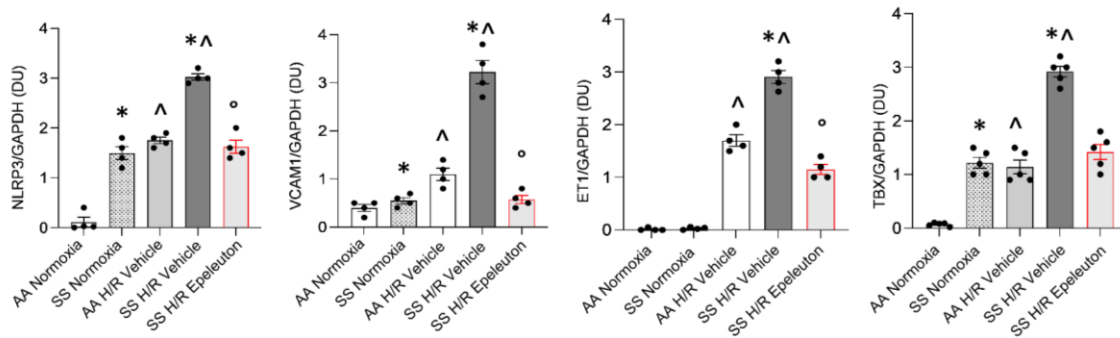 NLRP3/GAPDH (DU)
4
3
2
1
0
*
^
*^
°
AA Normoxia
SS Normoxia
AA H/R Vehicle
SS H/R Vehicle
SS H/R Epeleuton
VCAM1/GAPDH (DU)
4
3
2
1
0
*
^
*^
°
AA Normoxia
SS Normoxia
AA H/R Vehicle
SS H/R Vehicle
SS H/R Epeleuton
ET1/GAPDH (DU)
4
3
2
1
0
^
*^
°
AA Normoxia
SS Normoxia
AA H/R Vehicle
SS H/R Vehicle
SS H/R Epeleuton
TBX/GAPDH (DU)
4
3
2
1
0
*
^
*^
AA Normoxia
SS Normoxia
AA H/R Vehicle
SS H/R Vehicle
SS H/R Epeleuton